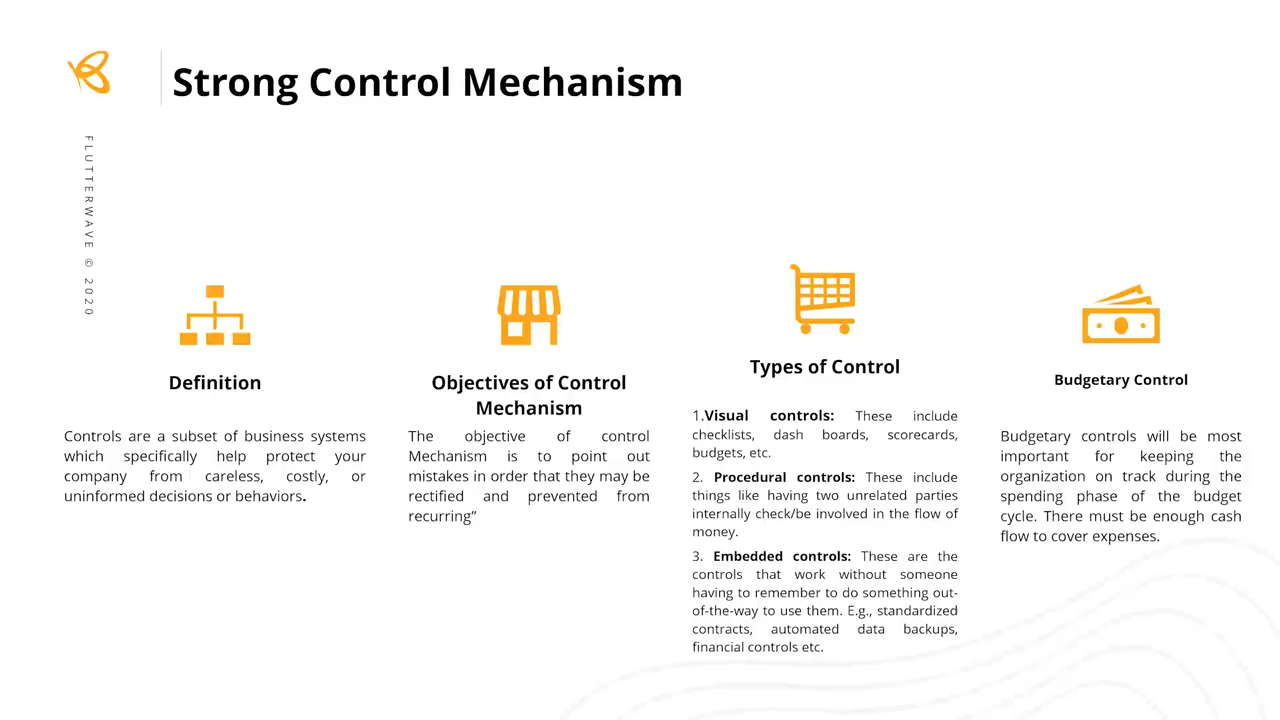 Strong Control Mechanism
FLUTTERWAVE © 2020
Definition
Controls are a subset of business systems
which specifically help protect your
company from careless, costly, or
uninformed decisions or behaviors.
Objectives of Control
Mechanism
The objective of control
Mechanism is to point out
mistakes in order that they may be
rectified and prevented from
recurring”
Types of Control
1.Visual controls: These include
checklists, dash boards, scorecards,
budgets, etc.
2. Procedural controls: These include
things like having two unrelated parties
internally check/be involved in the flow of
money.
3. Embedded controls: These are the
controls that work without someone
having to remember to do something out-
of-the-way to use them. E.g., standardized
contracts, automated data backups,
financial controls etc.
Budgetary Control
Budgetary controls will be most
important for keeping the
organization on track during the
spending phase of the budget
cycle. There must be enough cash
flow to cover expenses.